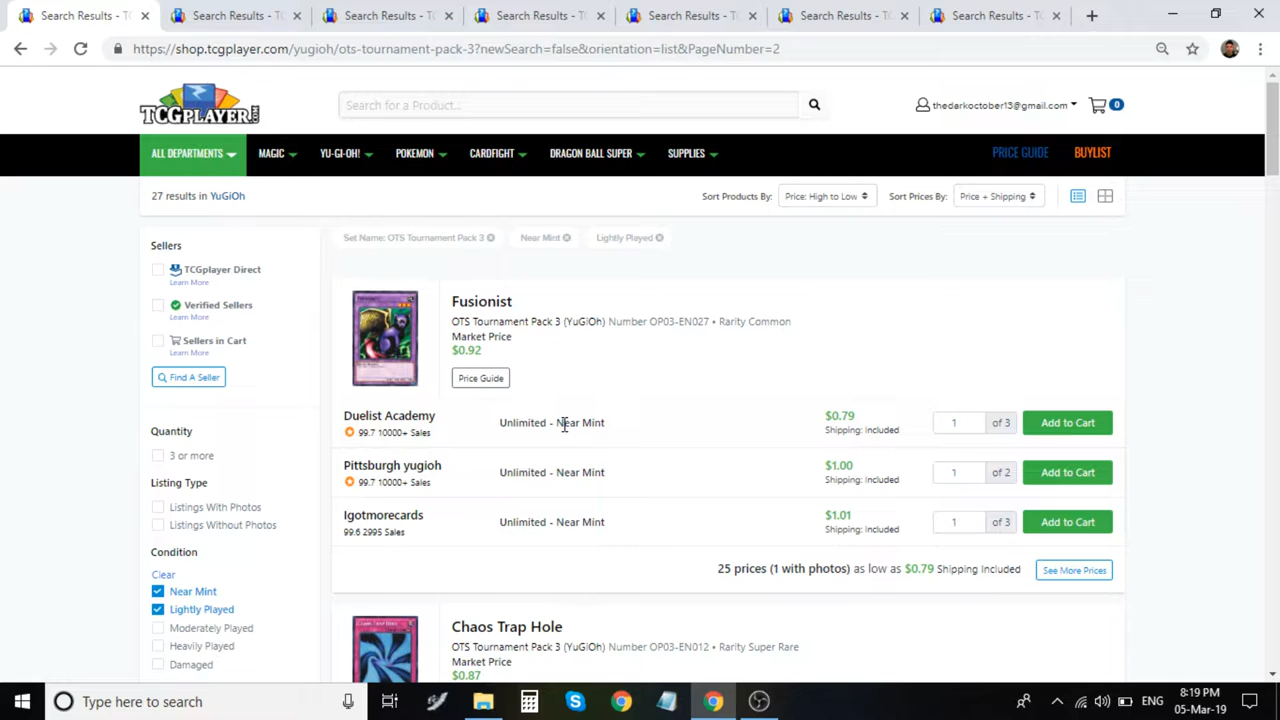 Search Results - TC
Search Results - TC
Search Results - TC
Search Results - T
Search Results - TC
Search Results - TC
Search Results - TC
https://shop.tcgplayer.com/yugioh/ots-tournament-pack-3?newSearch=false&orientation=list&PageNumber=2
TCGPLAYER.COM
Search for a Product...
thedarkoctober13@gmail.com
0
ALL DEPARTMENTS
MAGIC
YU-GI-OH!
POKEMON
CARDFIGHT
DRAGON BALL SUPER
SUPPLIES
PRICE GUIDE
BUYLIST
27 results in YuGiOh
Sort Products By:
Price: High to Low
Sort Prices By:
Price + Shipping
Set Name: OTS Tournament Pack 3
Near Mint
Lightly Played
Sellers
TCGplayer Direct
Learn More
Verified Sellers
Learn More
Sellers in Cart
Learn More
Find A Seller
Quantity
3 or more
Listing Type
Listings With Photos
Listings Without Photos
Condition
Clear
Near Mint
Lightly Played
Moderately Played
Heavily Played
Damaged
Fusionist
OTS Tournament Pack 3 (YuGiOh) Number OP03-EN027 • Rarity Common
Market Price
$0.92
Price Guide
Duelist Academy
99.7 10000+ Sales
Unlimited - Near Mint
$0.79
Shipping: Included
1
of 3
Add to Cart
Pittsburgh yugioh
99.7 10000+ Sales
Unlimited - Near Mint
$1.00
Shipping: Included
1
of 2
Add to Cart
Igotmorecards
99.6 2995 Sales
Unlimited - Near Mint
$1.01
Shipping: Included
1
of 3
Add to Cart
25 prices (1 with photos) as low as $0.79 Shipping Included
See More Prices
Chaos Trap Hole
OTS Tournament Pack 3 (YuGiOh) Number OP03-EN012 • Rarity Super Rare
Market Price
$0.87
Type here to search
ENG
8:19 PM
05-Mar-19